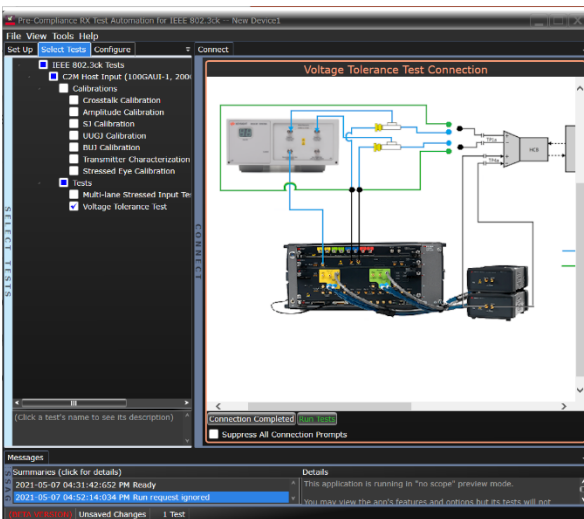 Pre-Compliance RX Test Automation for IEEE 802.3ck -- New Device1
File View Tools Help
Set Up Select Tests Configure
Connect
IEEE 802.3ck Tests
C2M Host Input (100GAUI-1, 200
Calibrations
Crosstalk Calibration
Amplitude Calibration
SJ Calibration
UUGJ Calibration
BUJ Calibration
Transmitter Characterization
Stressed Eye Calibration
Tests
Multi-lane Stressed Input Te
Voltage Tolerance Test
SELECT TESTS
CONNECT
Voltage Tolerance Test Connection
TP1a
TP4a
HCB
(Click a test's name to see its description)
Connection Completed Run Tests
Suppress All Connection Prompts
Messages
Summaries (click for details)
2021-05-07 04:31:42:652 PM Ready
2021-05-07 04:52:14:034 PM Run request ignored
Details
This application is running in "no scope" preview mode.
You may view the app's features and options but its tests will not
(BETA VERSION) Unsaved Changes 1 Test